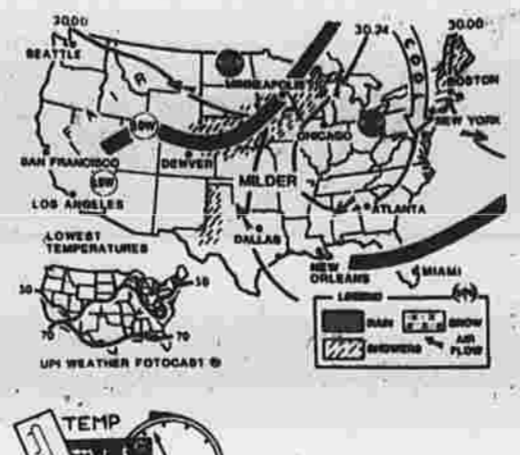 30.00
30.24
30.00
SEATTLE
COOL
FAIR
MINNEAPOLIS
BOSTON
NEW YORK
LOW
CHICAGO
SAN FRANCISCO
DENVER
MILDER
LOW
LOS ANGELES
ATLANTA
DALLAS
LOWEST
TEMPERATURES
NEW
ORLEANS
MIAMI
LEGEND
RAIN
SNOW
SHOWERS
AIR
FLOW
50
50
70
70
UPI WEATHER FOTOCAST ©
TEMP